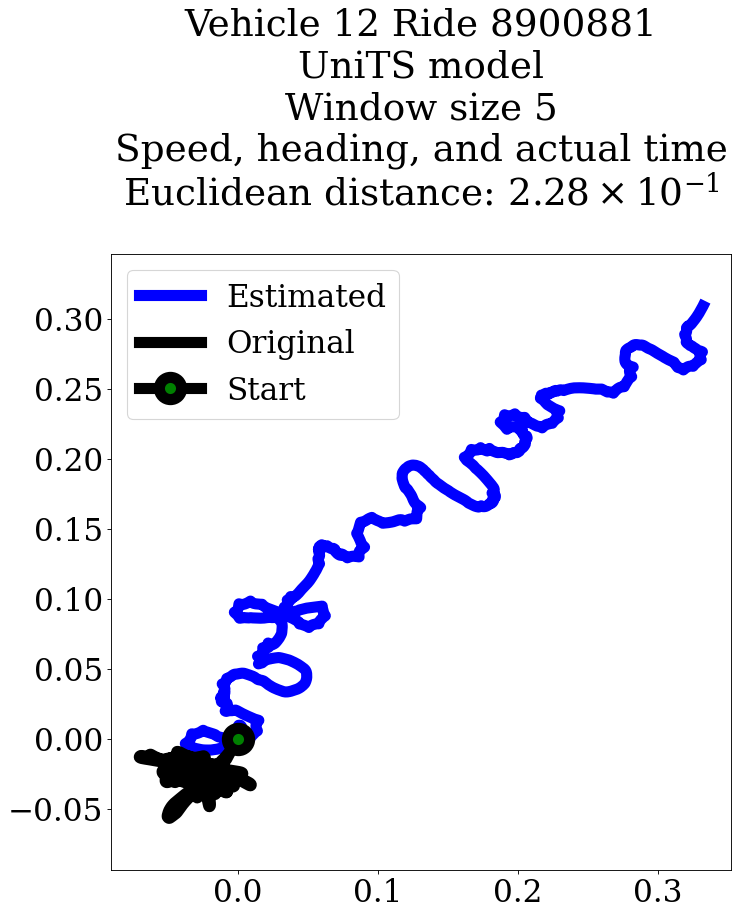 Vehicle 12 Ride 8900881
UniTS model
Window size 5
Speed, heading, and actual time
Euclidean distance: 2.28 × 10⁻¹
Estimated
Original
Start
0.30
0.25
0.20
0.15
0.10
0.05
0.00
−0.05
0.0 0.1 0.2 0.3